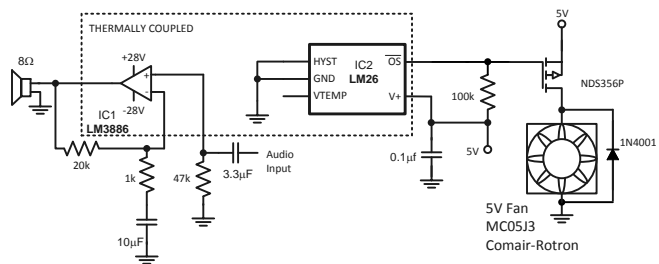 THERMALLY COUPLED
5V
8Ω
+28V
+
-
-28V
IC1
LM3886
HYST
GND
VTEMP
IC2
LM26
OS
V+
NDS356P
100k
20k
1k
47k
3.3µF
Audio
Input
0.1µf
5V
1N4001
10µF
5V Fan
MC05J3
Comair-Rotron